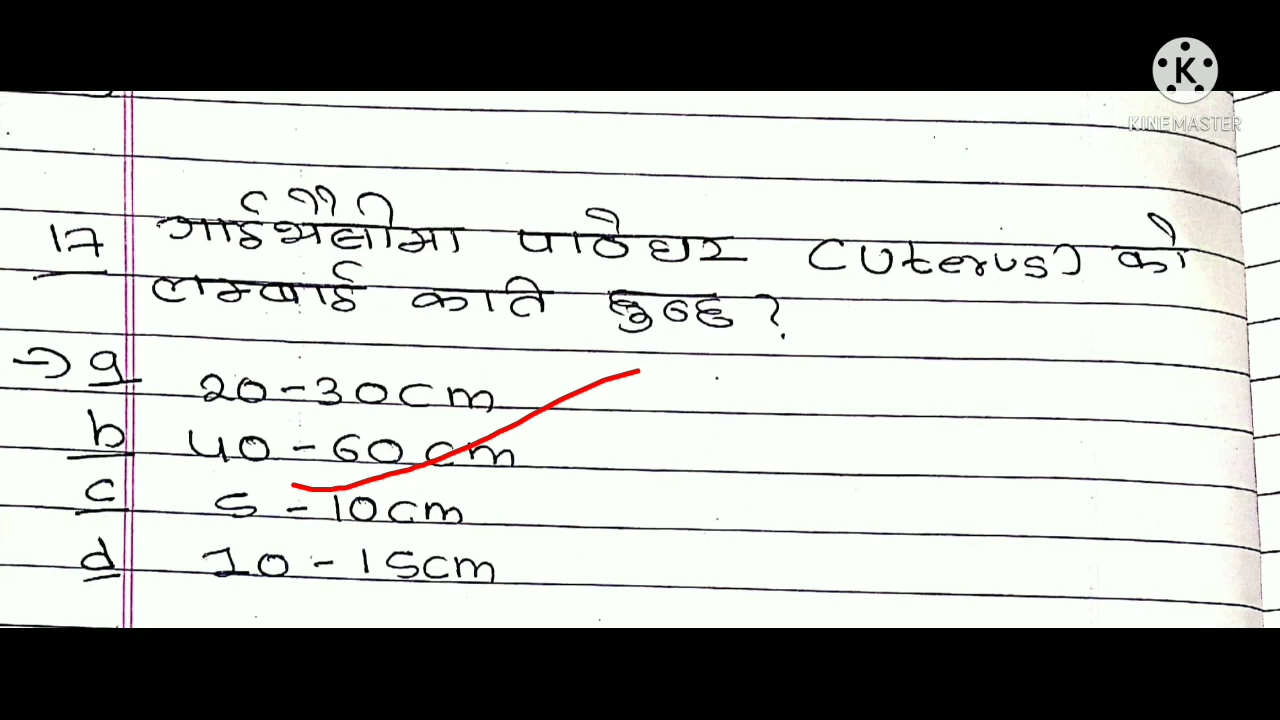 KINEMASTER
17 गाईभैंसीमा पाठेघर (Uterus) को
लम्बाई कति हुन्छ ?
→ a 20-30cm
b 40-60cm
c 5-10cm
d 10-15cm